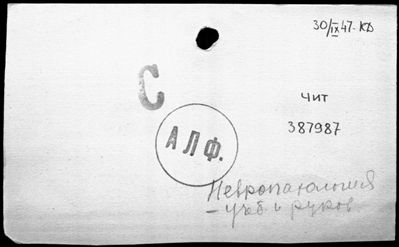 30/IX47. КД
С
Чит
АЛФ.
387987
Невропатология
– учеб. и руков.